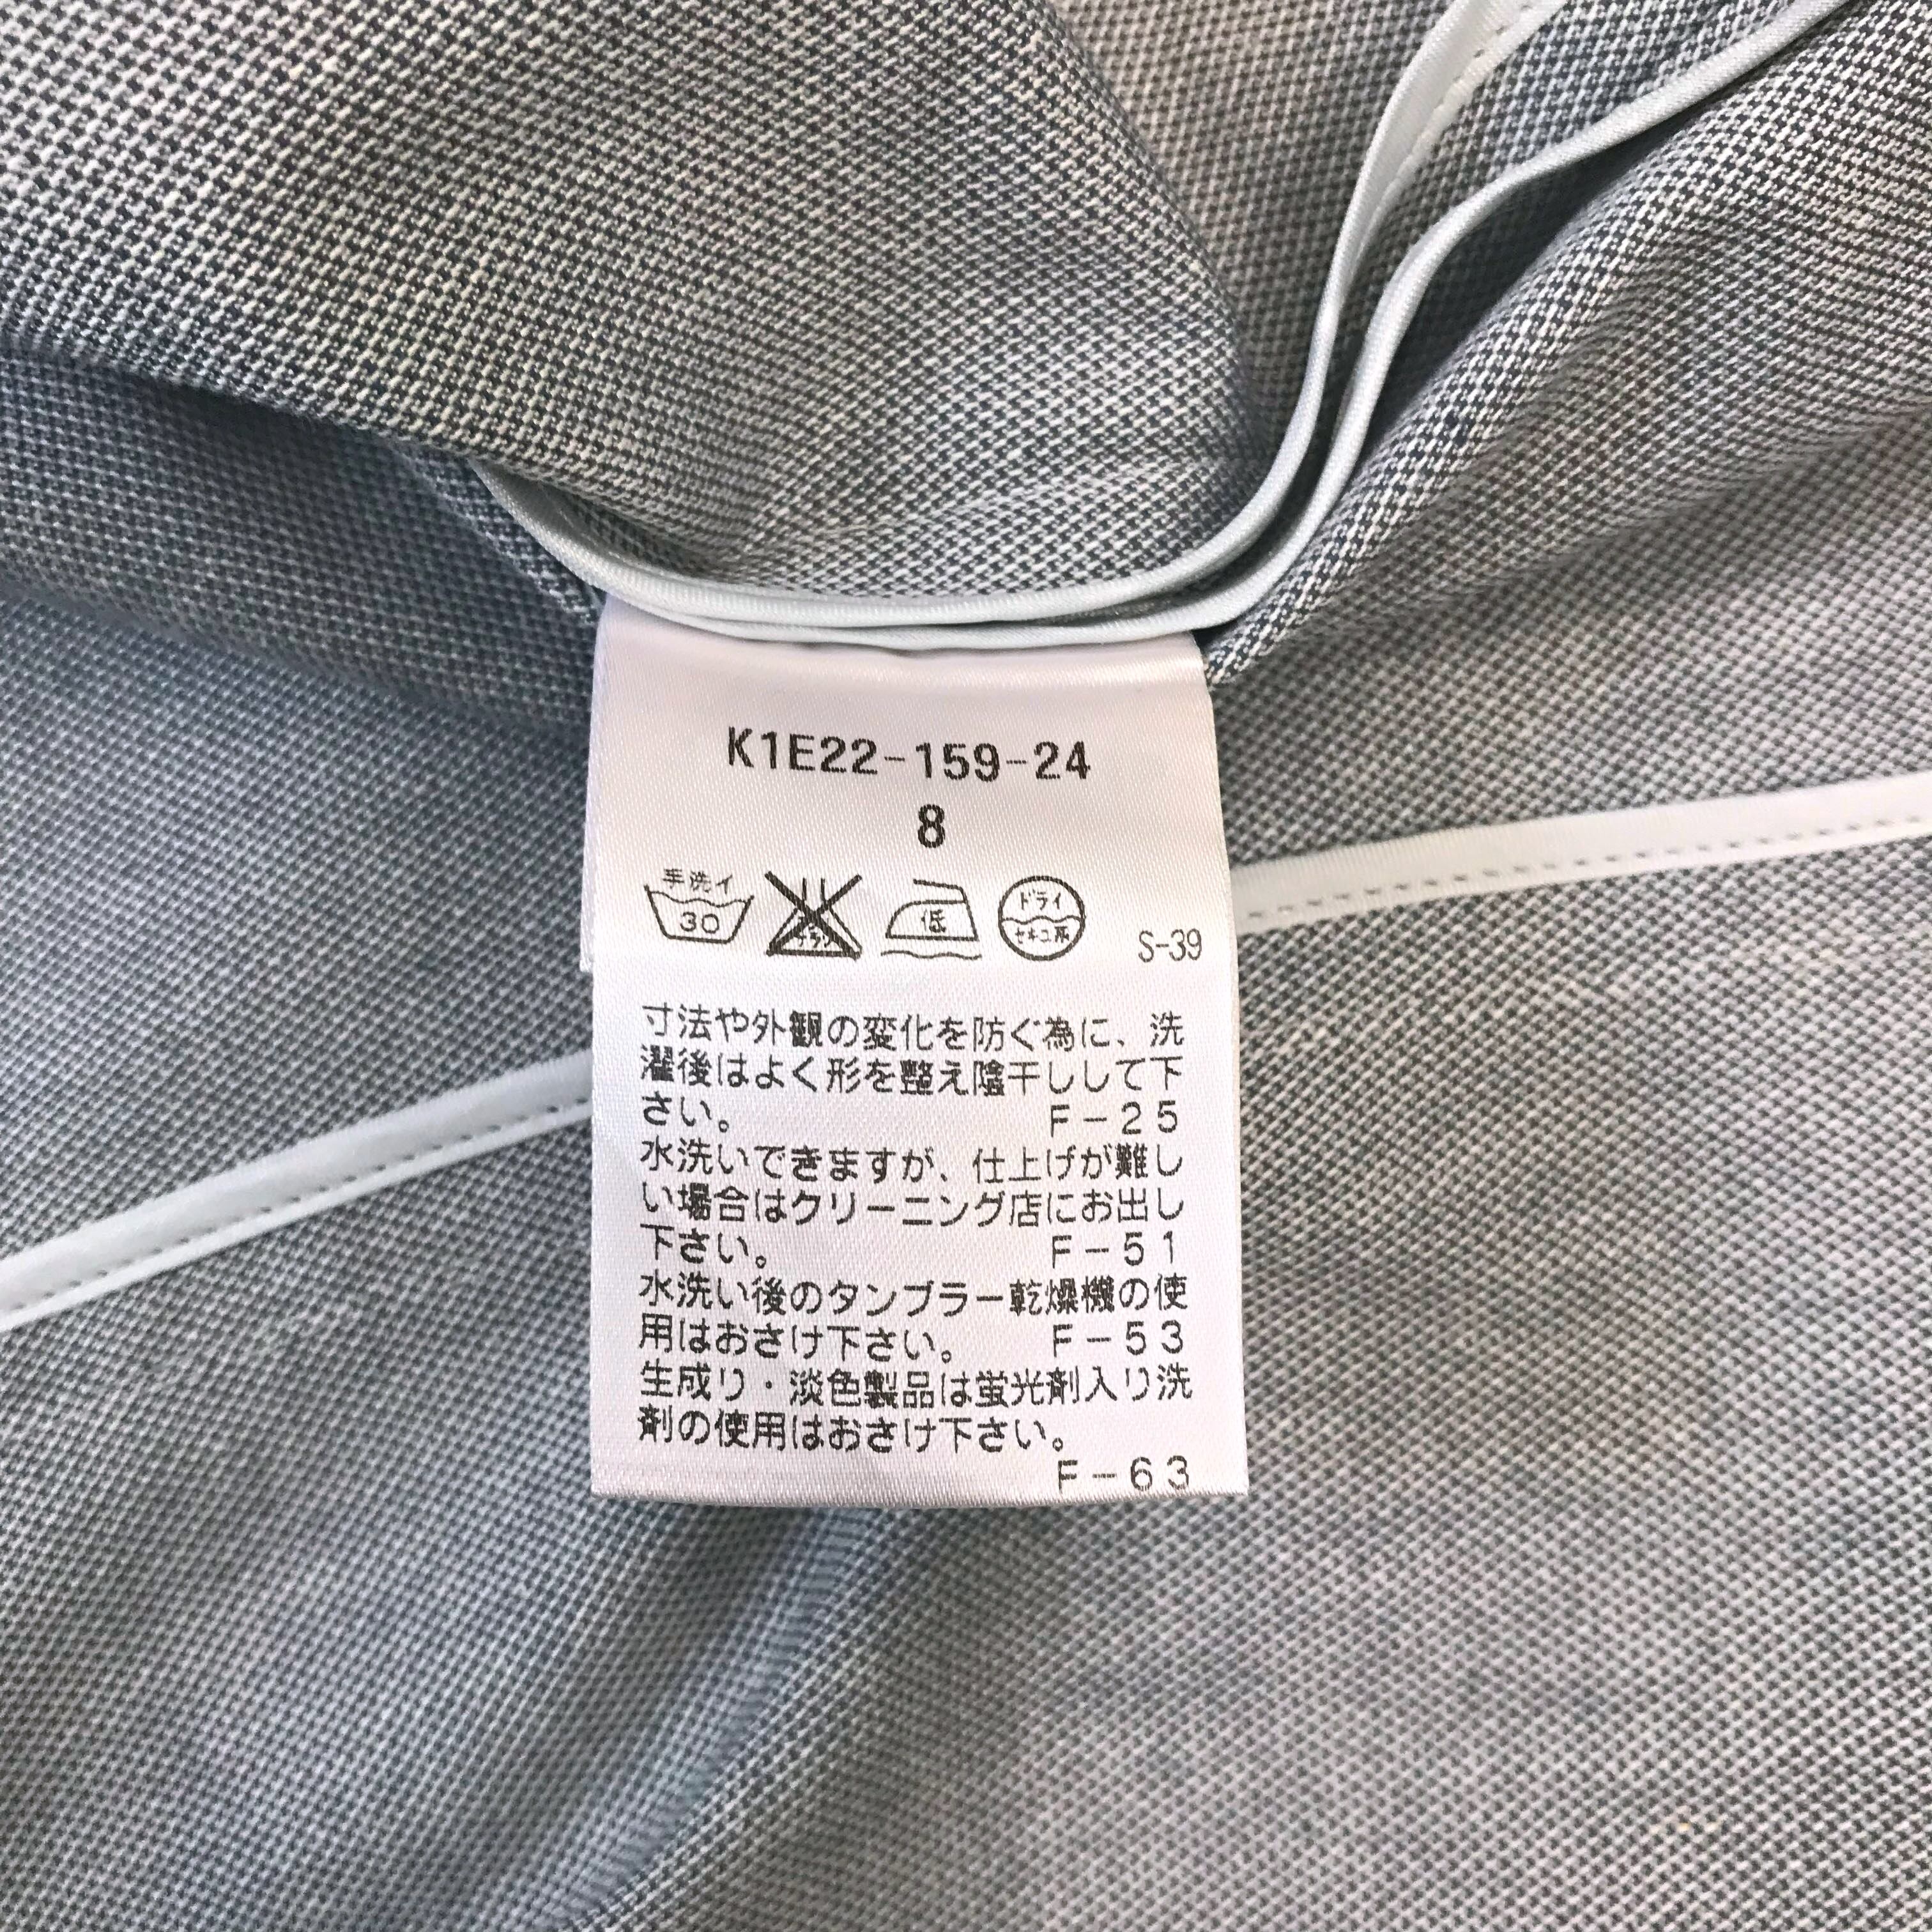 K1E22-159-24
8
手洗イ
30
低
ドライ
セキユ系
S-39
寸法や外観の変化を防ぐ為に、洗
濯後はよく形を整え陰干しして下
さい。 F-25
水洗いできますが、仕上げが難し
い場合はクリーニング店にお出し
下さい。 F-51
水洗い後のタンブラー乾燥機の使
用はおさけ下さい。 F-53
生成り・淡色製品は蛍光剤入り洗
剤の使用はおさけ下さい。
F-63